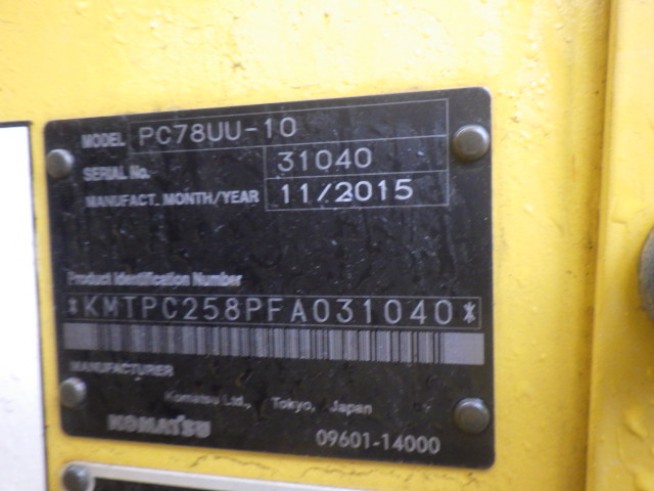 MODEL PC78UU-10
SERIAL No. 31040
MANUFACT. MONTH/YEAR 11/2015
Product Identification Number
*KMTPC258PFA031040*
MANUFACTURER
Komatsu Ltd., Tokyo, Japan
KOMATSU 09601-14000